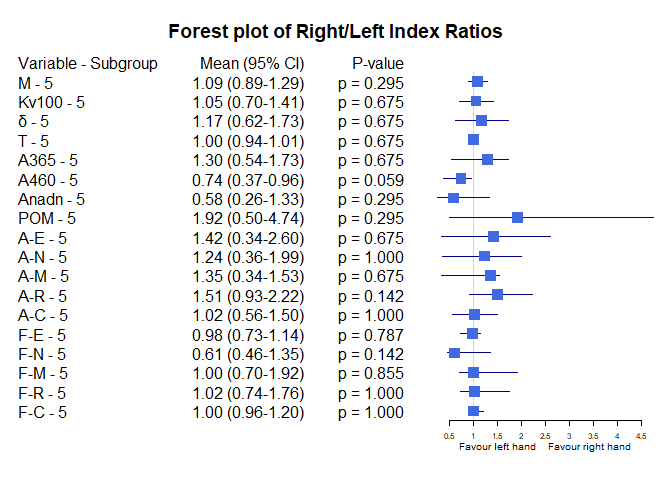 Forest plot of Right/Left Index Ratios
Variable - Subgroup Mean (95% CI) P-value
M - 5 1.09 (0.89-1.29) p = 0.295
Kv100 - 5 1.05 (0.70-1.41) p = 0.675
δ - 5 1.17 (0.62-1.73) p = 0.675
T - 5 1.00 (0.94-1.01) p = 0.675
A365 - 5 1.30 (0.54-1.73) p = 0.675
A460 - 5 0.74 (0.37-0.96) p = 0.059
Anadn - 5 0.58 (0.26-1.33) p = 0.295
POM - 5 1.92 (0.50-4.74) p = 0.295
A-E - 5 1.42 (0.34-2.60) p = 0.675
A-N - 5 1.24 (0.36-1.99) p = 1.000
A-M - 5 1.35 (0.34-1.53) p = 0.675
A-R - 5 1.51 (0.93-2.22) p = 0.142
A-C - 5 1.02 (0.56-1.50) p = 1.000
F-E - 5 0.98 (0.73-1.14) p = 0.787
F-N - 5 0.61 (0.46-1.35) p = 0.142
F-M - 5 1.00 (0.70-1.92) p = 0.855
F-R - 5 1.02 (0.74-1.76) p = 1.000
F-C - 5 1.00 (0.96-1.20) p = 1.000
0.5 1 1.5 2 2.5 3 3.5 4 4.5
Favour left hand Favour right hand